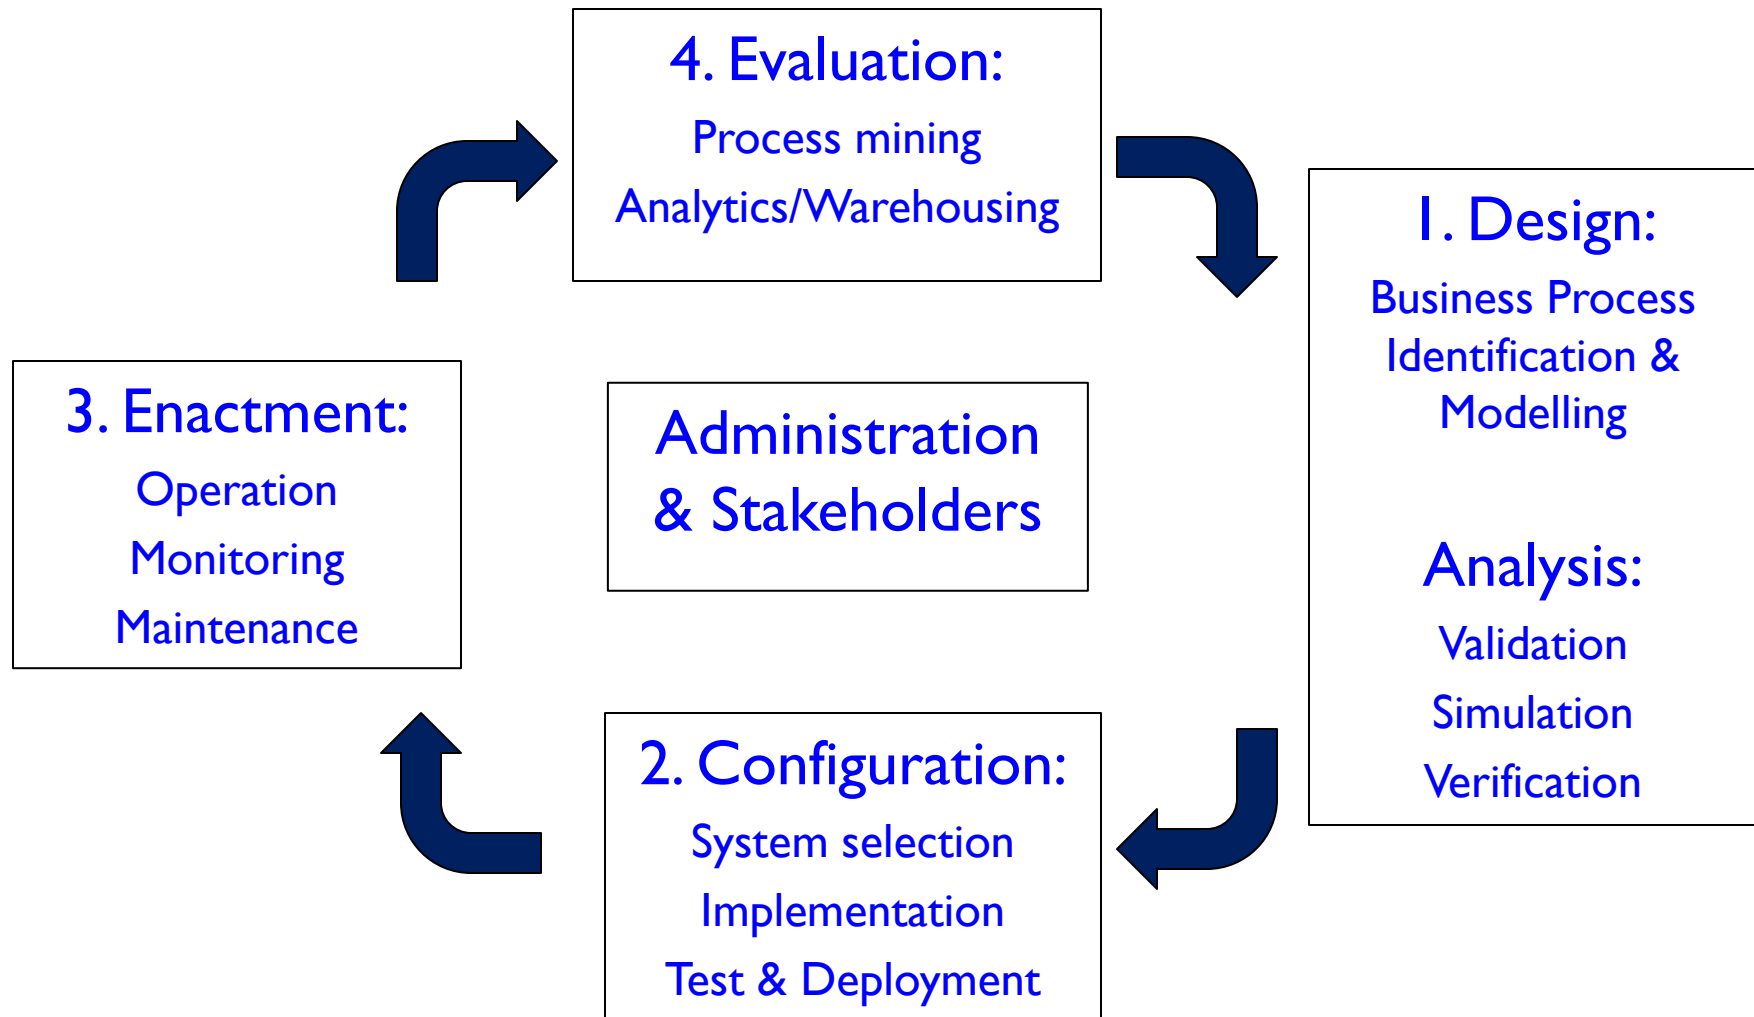 4. Evaluation:
Process mining
Analytics/Warehousing
1. Design:
Business Process
Identification &
Modelling
Analysis:
Validation
Simulation
Verification
3. Enactment:
Operation
Monitoring
Maintenance
Administration
& Stakeholders
2. Configuration:
System selection
Implementation
Test & Deployment